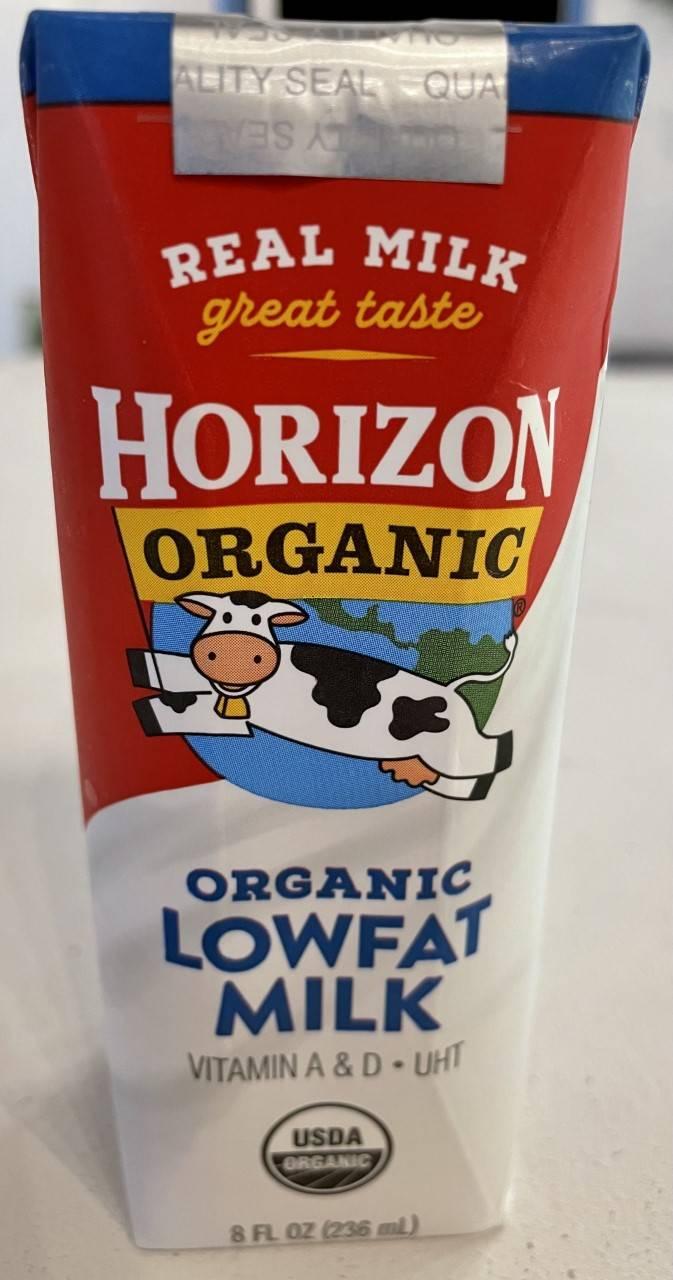 ALITY SEAL QUA
REAL MILK
great taste
HORIZON
ORGANIC
®
ORGANIC
LOWFAT
MILK
VITAMIN A & D • UHT
USDA
ORGANIC
8 FL OZ (236 mL)